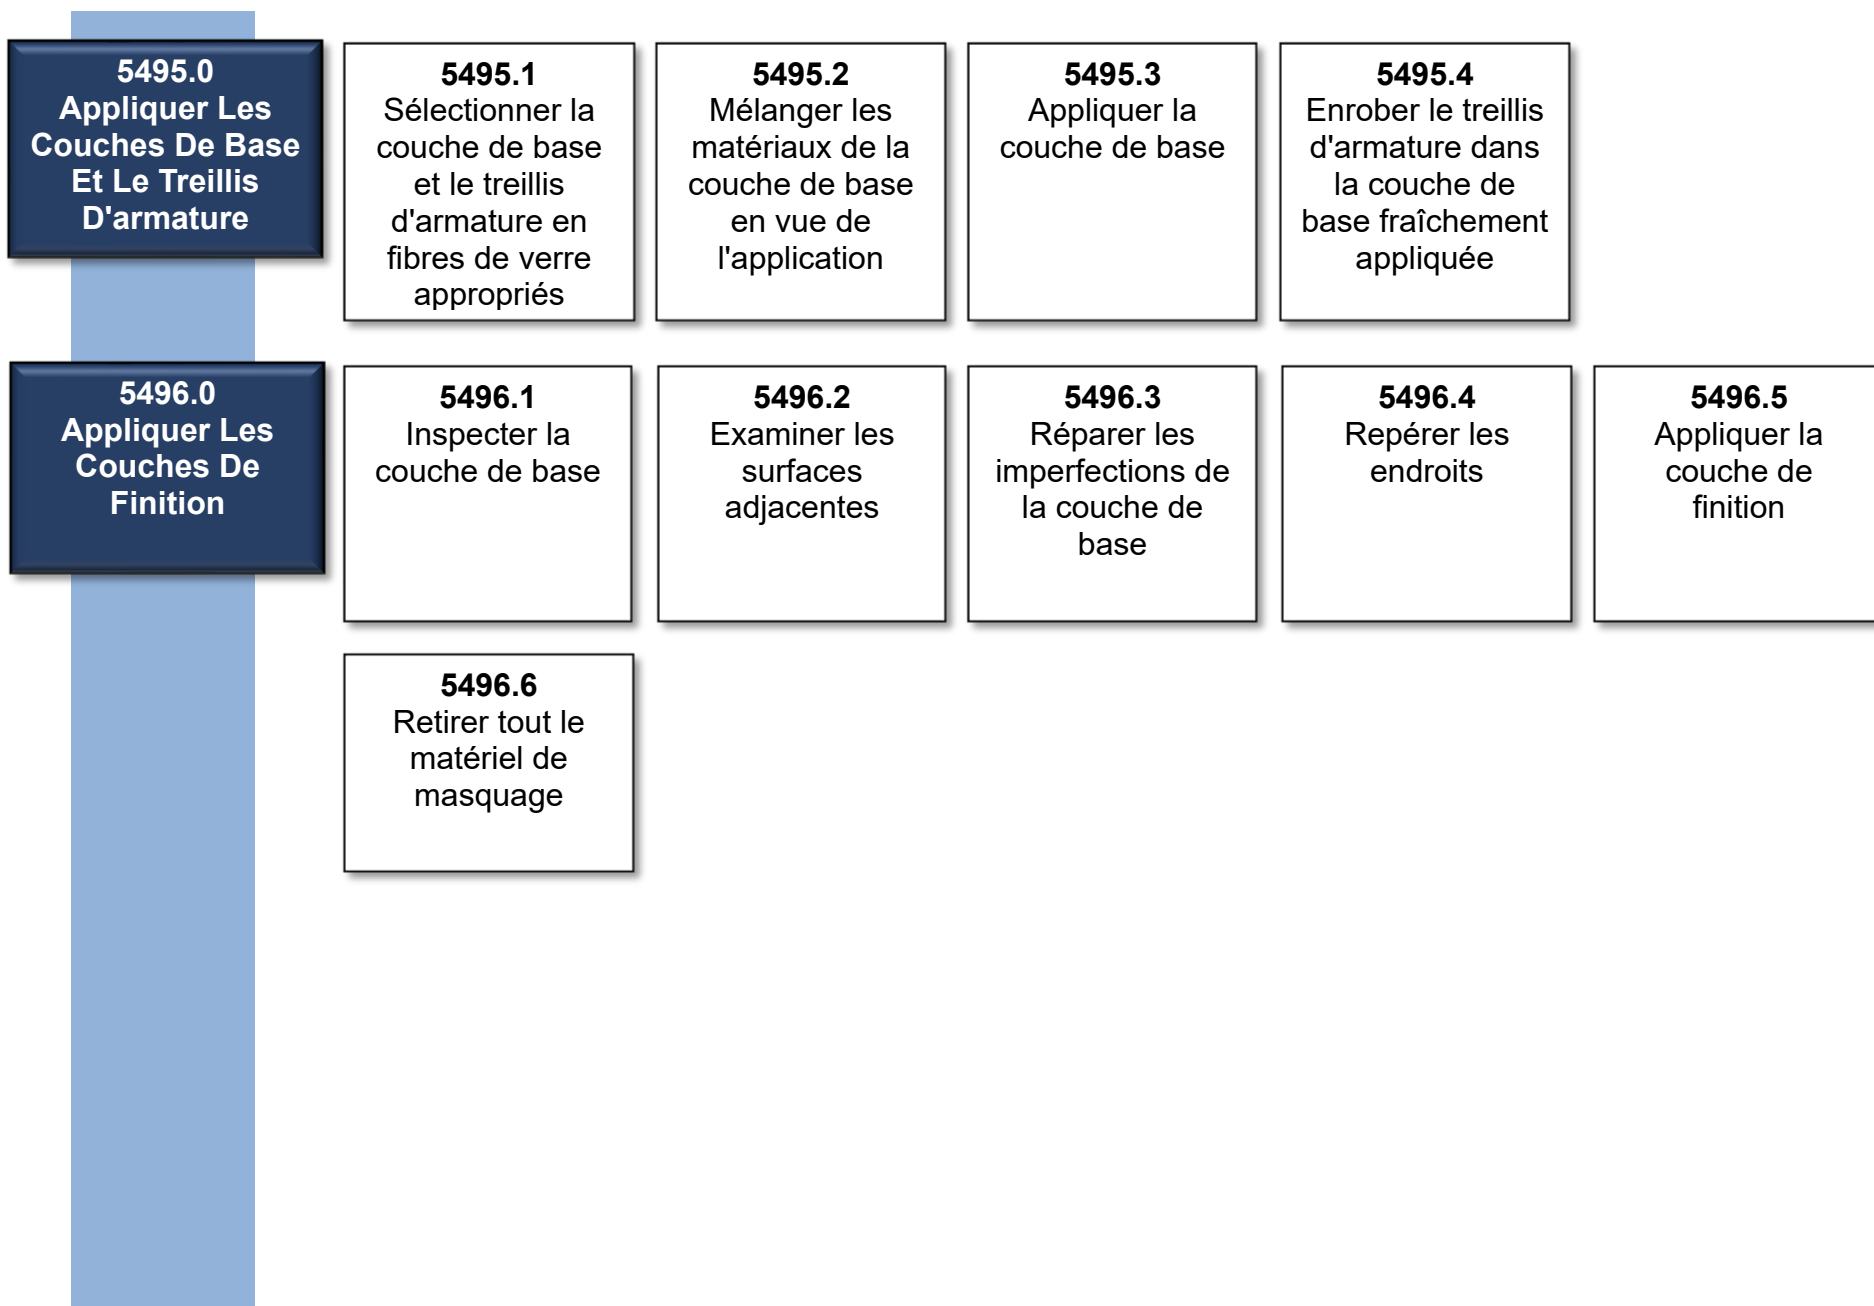 5495.0
Appliquer Les
Couches De Base
Et Le Treillis
D'armature
5495.1
Sélectionner la
couche de base
et le treillis
d'armature en
fibres de verre
appropriés
5495.2
Mélanger les
matériaux de la
couche de base
en vue de
l'application
5495.3
Appliquer la
couche de base
5495.4
Enrober le treillis
d'armature dans
la couche de
base fraîchement
appliquée
5496.0
Appliquer Les
Couches De
Finition
5496.1
Inspecter la
couche de base
5496.2
Examiner les
surfaces
adjacentes
5496.3
Réparer les
imperfections de
la couche de
base
5496.4
Repérer les
endroits
5496.5
Appliquer la
couche de
finition
5496.6
Retirer tout le
matériel de
masquage